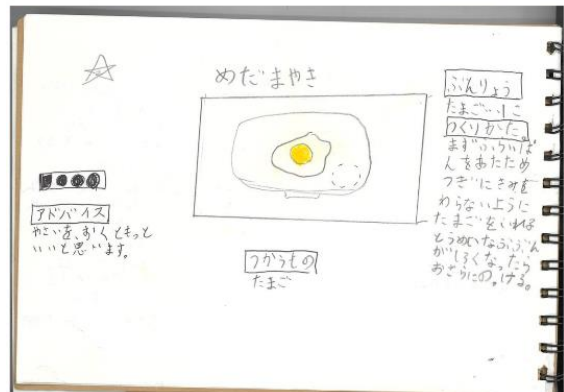 めだまやき
ぶんりょう
たまご…1こ
つくりかた。
まずふらいぱ
んをあたため
つぎにきみを
わらないように
たまごをいれる
とうめいなぶぶん
がしろくなったら
おさらにの。ける。
アドバイス
やさいを、おくともっと
いいと思います。
つかうもの
たまご